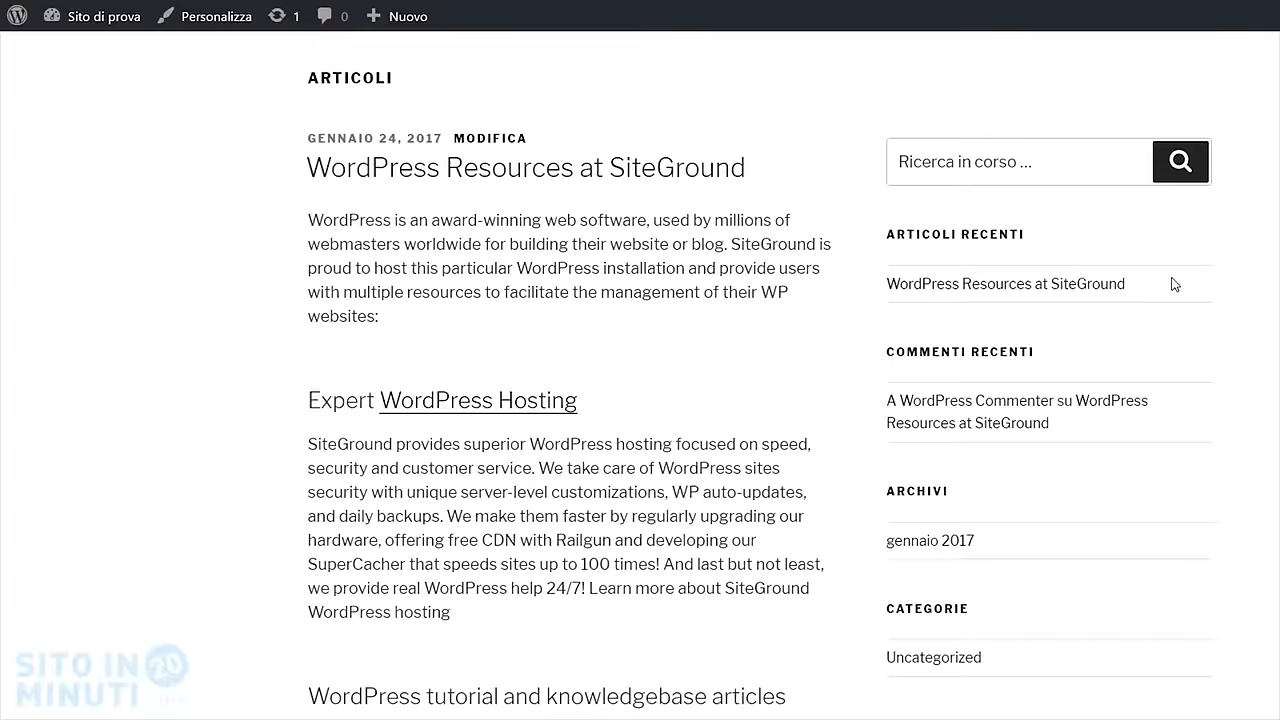 Sito di prova Personalizza 1 0 Nuovo
ARTICOLI
GENNAIO 24, 2017 MODIFICA
WordPress Resources at SiteGround
WordPress is an award-winning web software, used by millions of
webmasters worldwide for building their website or blog. SiteGround is
proud to host this particular WordPress installation and provide users
with multiple resources to facilitate the management of their WP
websites:
Expert WordPress Hosting
SiteGround provides superior WordPress hosting focused on speed,
security and customer service. We take care of WordPress sites
security with unique server-level customizations, WP auto-updates,
and daily backups. We make them faster by regularly upgrading our
hardware, offering free CDN with Railgun and developing our
SuperCacher that speeds sites up to 100 times! And last but not least,
we provide real WordPress help 24/7! Learn more about SiteGround
WordPress hosting
WordPress tutorial and knowledgebase articles
Ricerca in corso …
ARTICOLI RECENTI
WordPress Resources at SiteGround
COMMENTI RECENTI
A WordPress Commenter su WordPress
Resources at SiteGround
ARCHIVI
gennaio 2017
CATEGORIE
Uncategorized
SITO IN 20
MINUTI